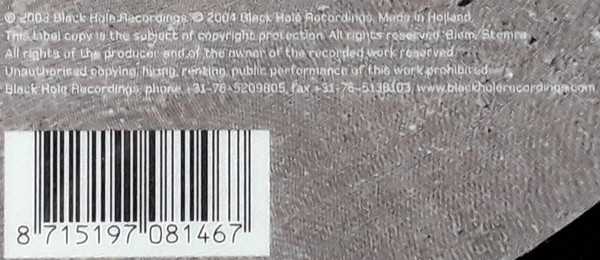 ℗ 2003 Black Hole Recordings. © 2004 Black Hole Recordings. Made in Holland.
This label copy is the subject of copyright protection. All rights reserved. Biem/Stemra
All rights of the producer and of the owner of the recorded work reserved.
Unauthorised copying, hiring, renting, public performance of this work prohibited.
Black Hole Recordings, phone +31-76-5209805, fax +31-76-5138103, www.blackholerecordings.com
8 715197 081467